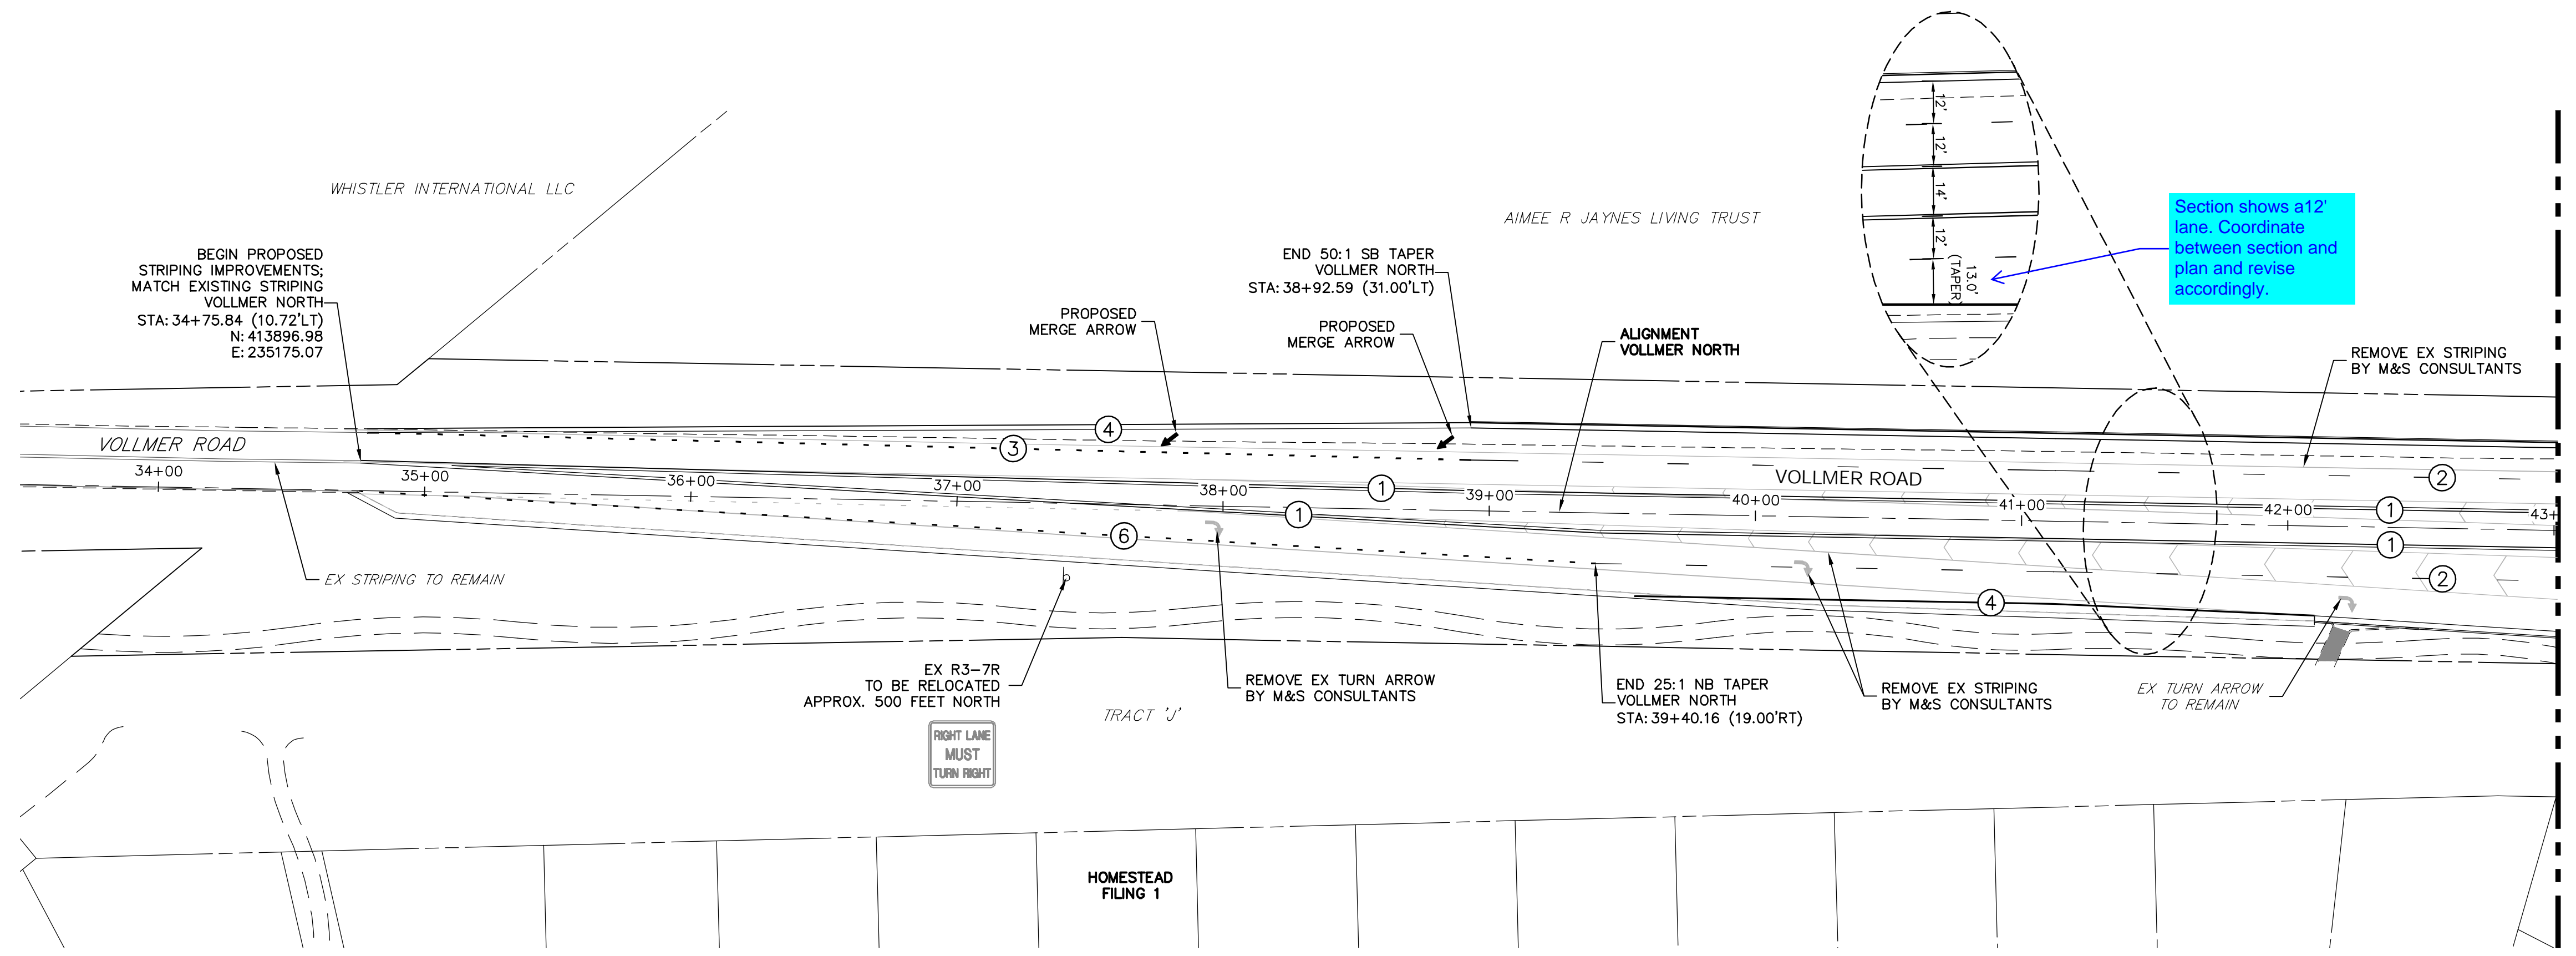 12'
12'
14'
12'
13.0'
(TAPER)
Section shows a12'
lane. Coordinate
between section and
plan and revise
accordingly.
WHISTLER INTERNATIONAL LLC
AIMEE R JAYNES LIVING TRUST
BEGIN PROPOSED
STRIPING IMPROVEMENTS;
MATCH EXISTING STRIPING
VOLLMER NORTH
STA: 34+75.84 (10.72'LT)
N: 413896.98
E: 235175.07
END 50:1 SB TAPER
VOLLMER NORTH
STA: 38+92.59 (31.00'LT)
PROPOSED
MERGE ARROW
PROPOSED
MERGE ARROW
ALIGNMENT
VOLLMER NORTH
REMOVE EX STRIPING
BY M&S CONSULTANTS
VOLLMER ROAD
4
3
VOLLMER ROAD
2
34+00
35+00
36+00
37+00
38+00
1
39+00
40+00
41+00
42+00
1
43+
1
6
1
2
4
EX STRIPING TO REMAIN
EX R3-7R
TO BE RELOCATED
APPROX. 500 FEET NORTH
RIGHT LANE
MUST
TURN RIGHT
TRACT 'J'
REMOVE EX TURN ARROW
BY M&S CONSULTANTS
END 25:1 NB TAPER
VOLLMER NORTH
STA: 39+40.16 (19.00'RT)
REMOVE EX STRIPING
BY M&S CONSULTANTS
EX TURN ARROW
TO REMAIN
HOMESTEAD
FILING 1